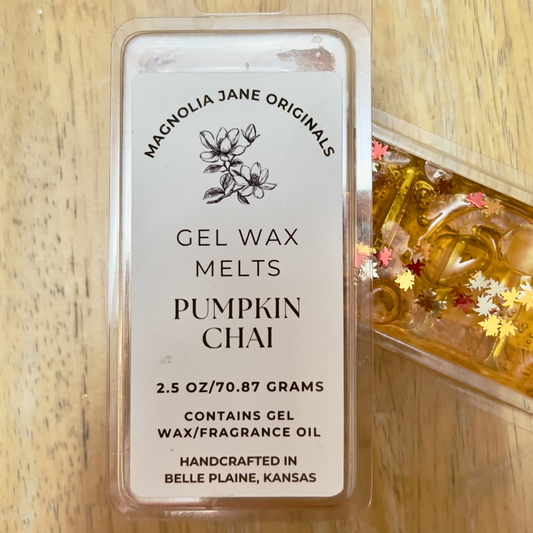 MAGNOLIA JANE ORIGINALS
GEL WAX
MELTS
PUMPKIN
CHAI
2.5 OZ/70.87 GRAMS
CONTAINS GEL
WAX/FRAGRANCE OIL
HANDCRAFTED IN
BELLE PLAINE, KANSAS